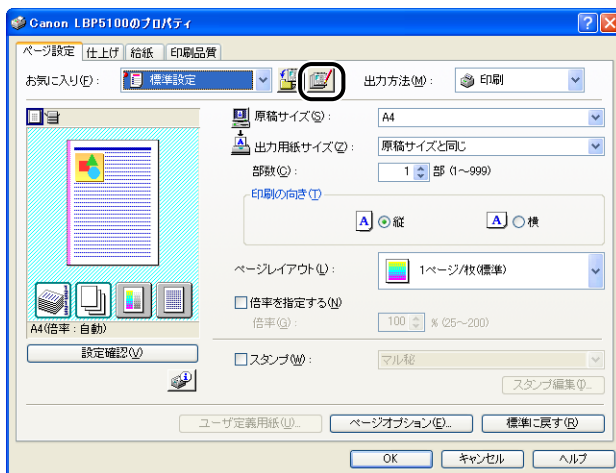 Canon LBP5100のプロパティ
ページ設定 仕上げ 給紙 印刷品質
お気に入り(F): 標準設定 出力方法(M): 印刷
原稿サイズ(S): A4
出力用紙サイズ(Z): 原稿サイズと同じ
部数(C): 1 部 (1～999)
印刷の向き(T)
A 縦 A 横
ページレイアウト(L): 1ページ/枚(標準)
倍率を指定する(N)
倍率(G): 100 % (25～200)
A4(倍率：自動)
設定確認(V)
スタンプ(W): マル秘
スタンプ編集(I)...
ユーザ定義用紙(U)... ページオプション(E)... 標準に戻す(R)
OK キャンセル ヘルプ